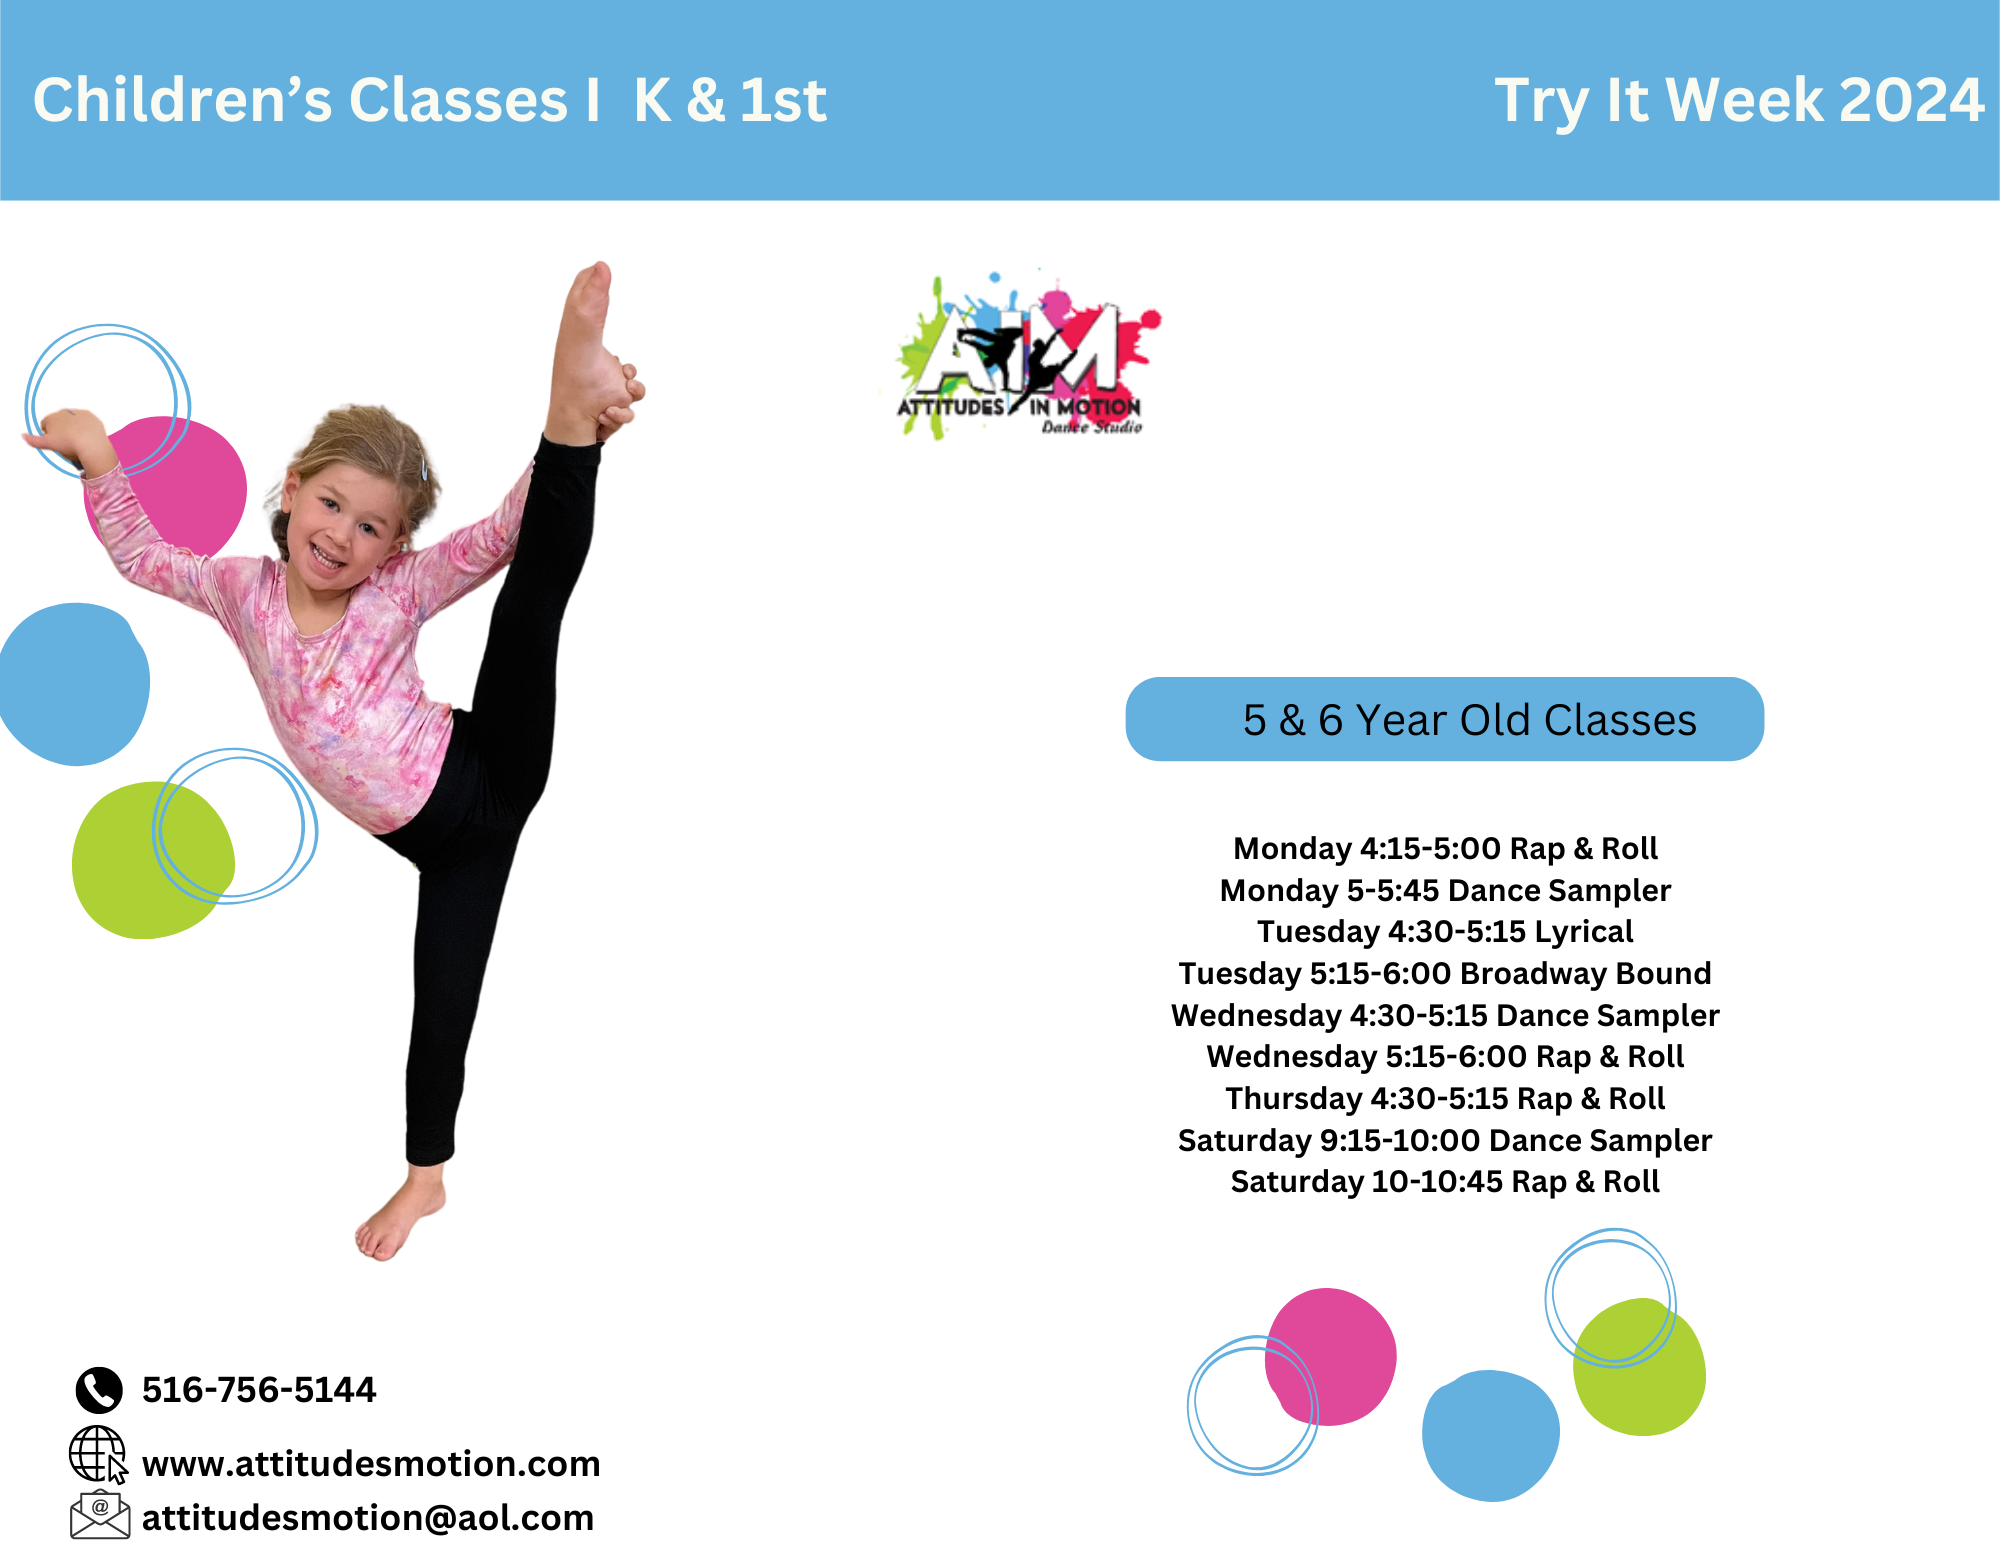 Children’s Classes I  K & 1st
Try It Week 2024
AIM
ATTITUDES IN MOTION
Dance Studio
5 & 6 Year Old Classes
Monday 4:15-5:00 Rap & Roll
Monday 5-5:45 Dance Sampler
Tuesday 4:30-5:15 Lyrical
Tuesday 5:15-6:00 Broadway Bound
Wednesday 4:30-5:15 Dance Sampler
Wednesday 5:15-6:00 Rap & Roll
Thursday 4:30-5:15 Rap & Roll
Saturday 9:15-10:00 Dance Sampler
Saturday 10-10:45 Rap & Roll
516-756-5144
www.attitudesmotion.com
@
attitudesmotion@aol.com